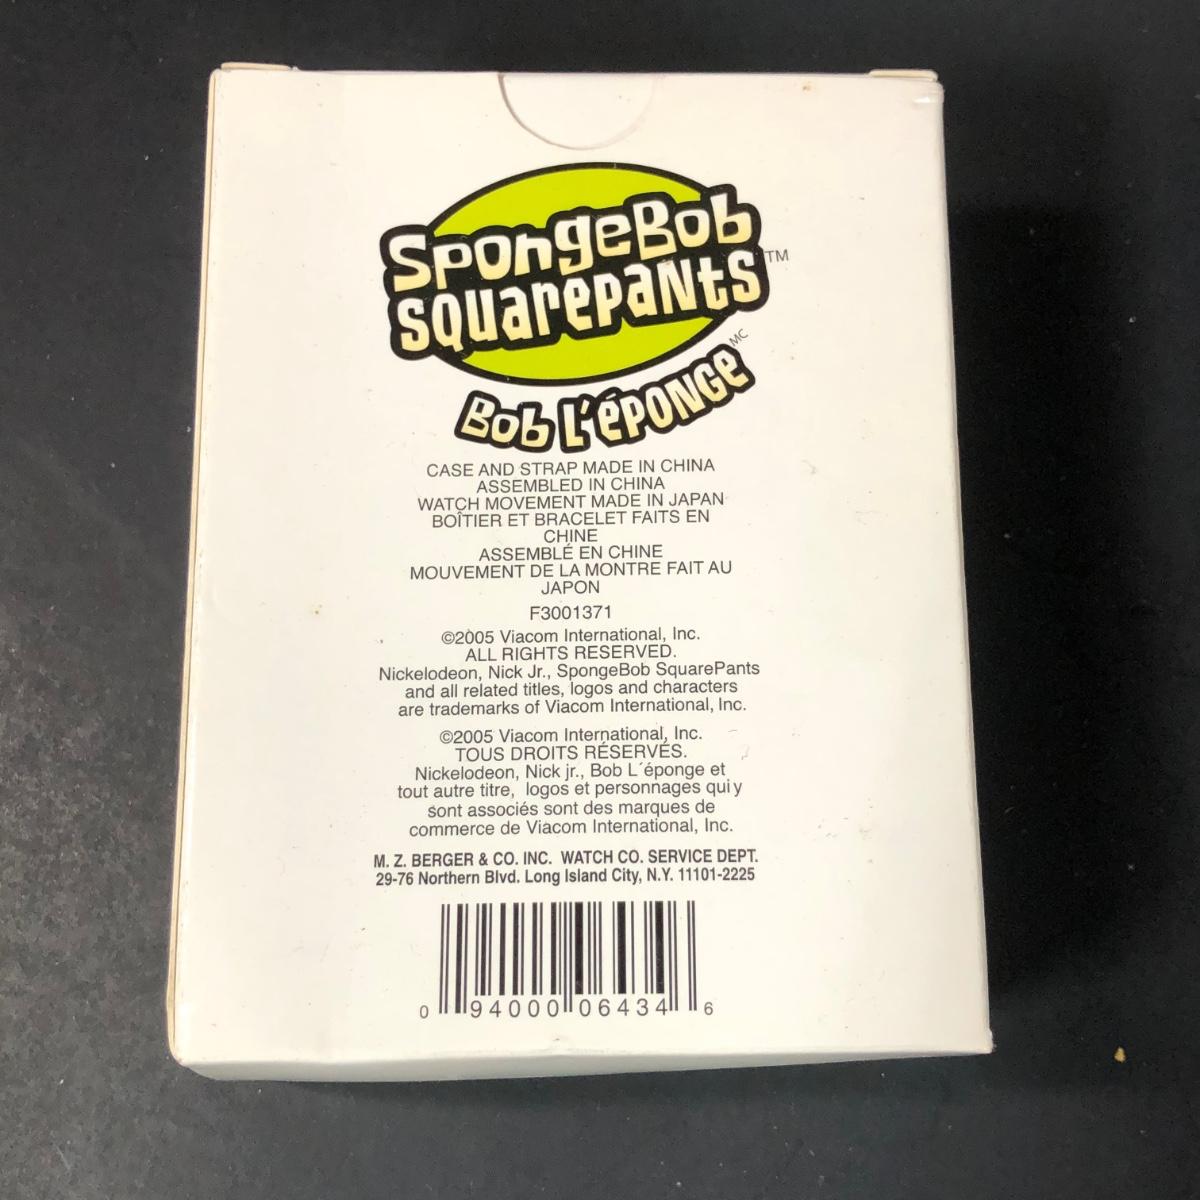 SpongeBob
SquarePants™
Bob L'éponge MC
CASE AND STRAP MADE IN CHINA
ASSEMBLED IN CHINA
WATCH MOVEMENT MADE IN JAPAN
BOÎTIER ET BRACELET FAITS EN
CHINE
ASSEMBLÉ EN CHINE
MOUVEMENT DE LA MONTRE FAIT AU
JAPON
F3001371
©2005 Viacom International, Inc.
ALL RIGHTS RESERVED.
Nickelodeon, Nick Jr., SpongeBob SquarePants
and all related titles, logos and characters
are trademarks of Viacom International, Inc.
©2005 Viacom International, Inc.
TOUS DROITS RÉSERVÉS.
Nickelodeon, Nick jr., Bob L´éponge et
tout autre titre, logos et personnages qui y
sont associés sont des marques de
commerce de Viacom International, Inc.
M. Z. BERGER & CO. INC. WATCH CO. SERVICE DEPT.
29-76 Northern Blvd. Long Island City, N.Y. 11101-2225
0 94000 06434 6